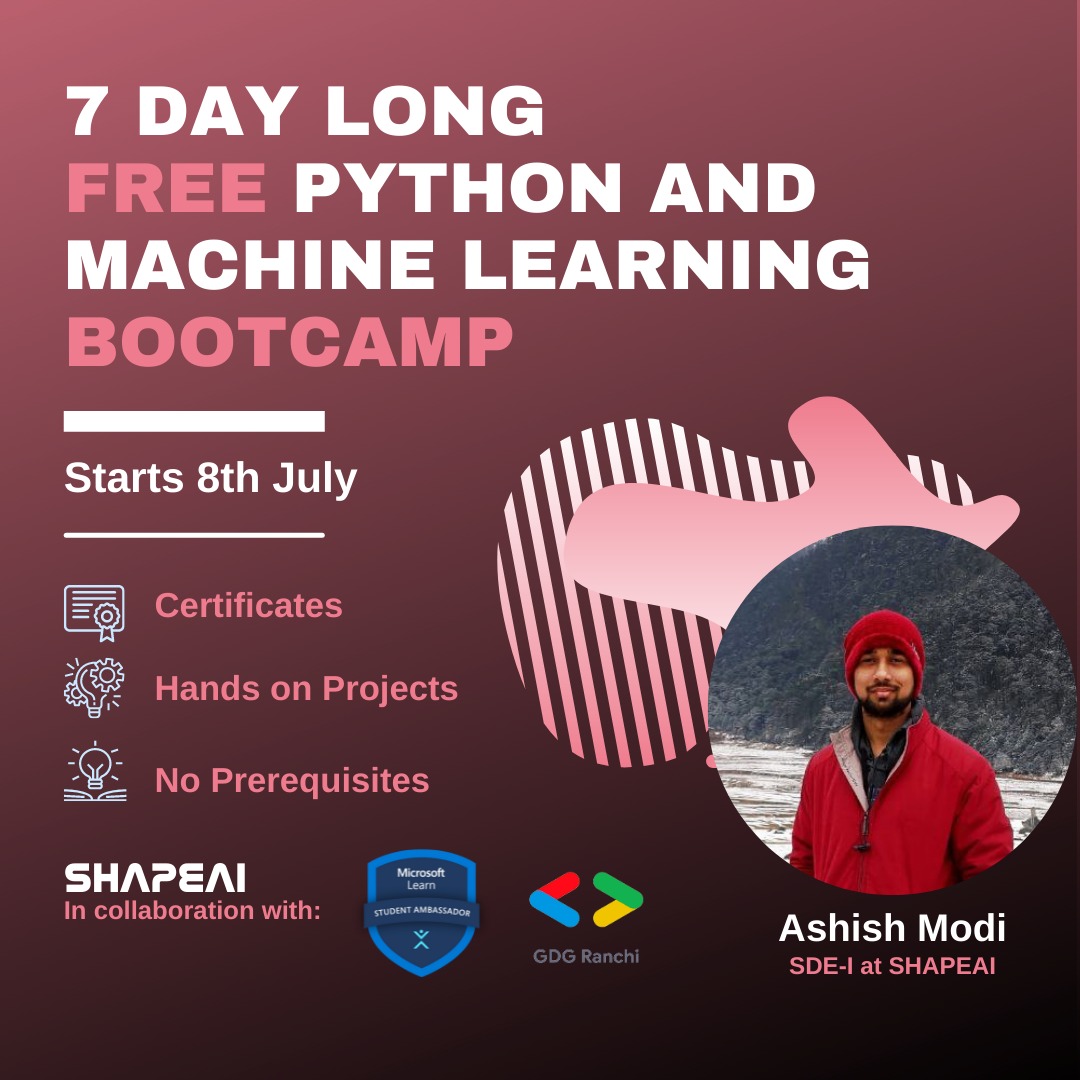 7 DAY LONG
FREE PYTHON AND
MACHINE LEARNING
BOOTCAMP
Starts 8th July
Certificates
Hands on Projects
No Prerequisites
SHAPEAI
In collaboration with:
Microsoft
Learn
STUDENT AMBASSADOR
GDG Ranchi
Ashish Modi
SDE-I at SHAPEAI